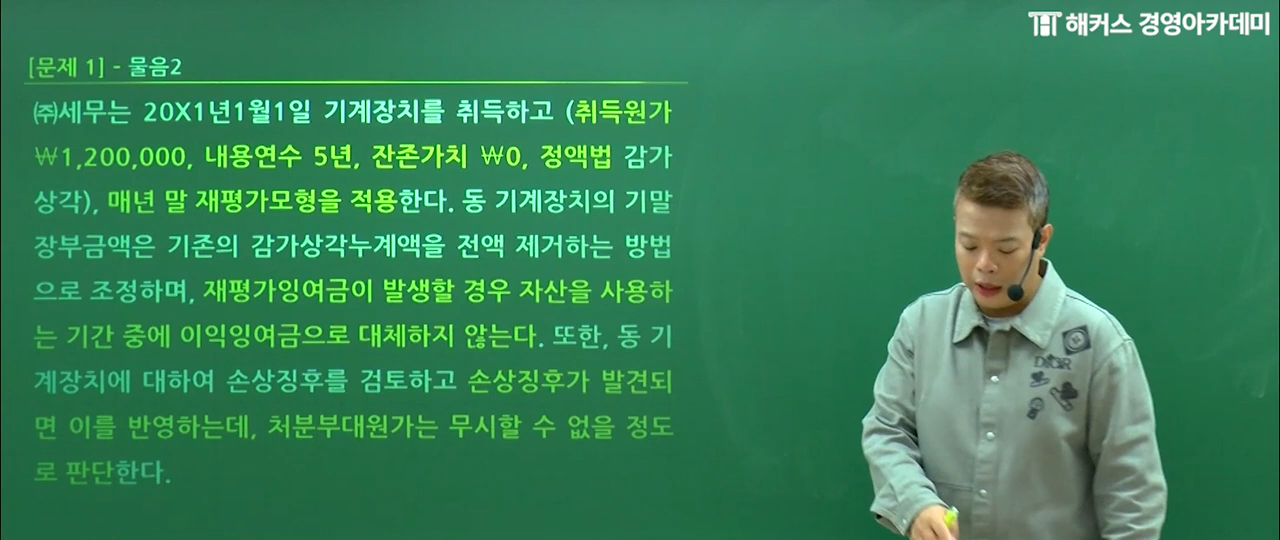 해커스 경영아카데미
[문제 1] - 물음2
㈜세무는 20X1년1월1일 기계장치를 취득하고 (취득원가
₩1,200,000, 내용연수 5년, 잔존가치 ₩0, 정액법 감가
상각), 매년 말 재평가모형을 적용한다. 동 기계장치의 기말
장부금액은 기존의 감가상각누계액을 전액 제거하는 방법
으로 조정하며, 재평가잉여금이 발생할 경우 자산을 사용하
는 기간 중에 이익잉여금으로 대체하지 않는다. 또한, 동 기
계장치에 대하여 손상징후를 검토하고 손상징후가 발견되
면 이를 반영하는데, 처분부대원가는 무시할 수 없을 정도
로 판단한다.
DIOR